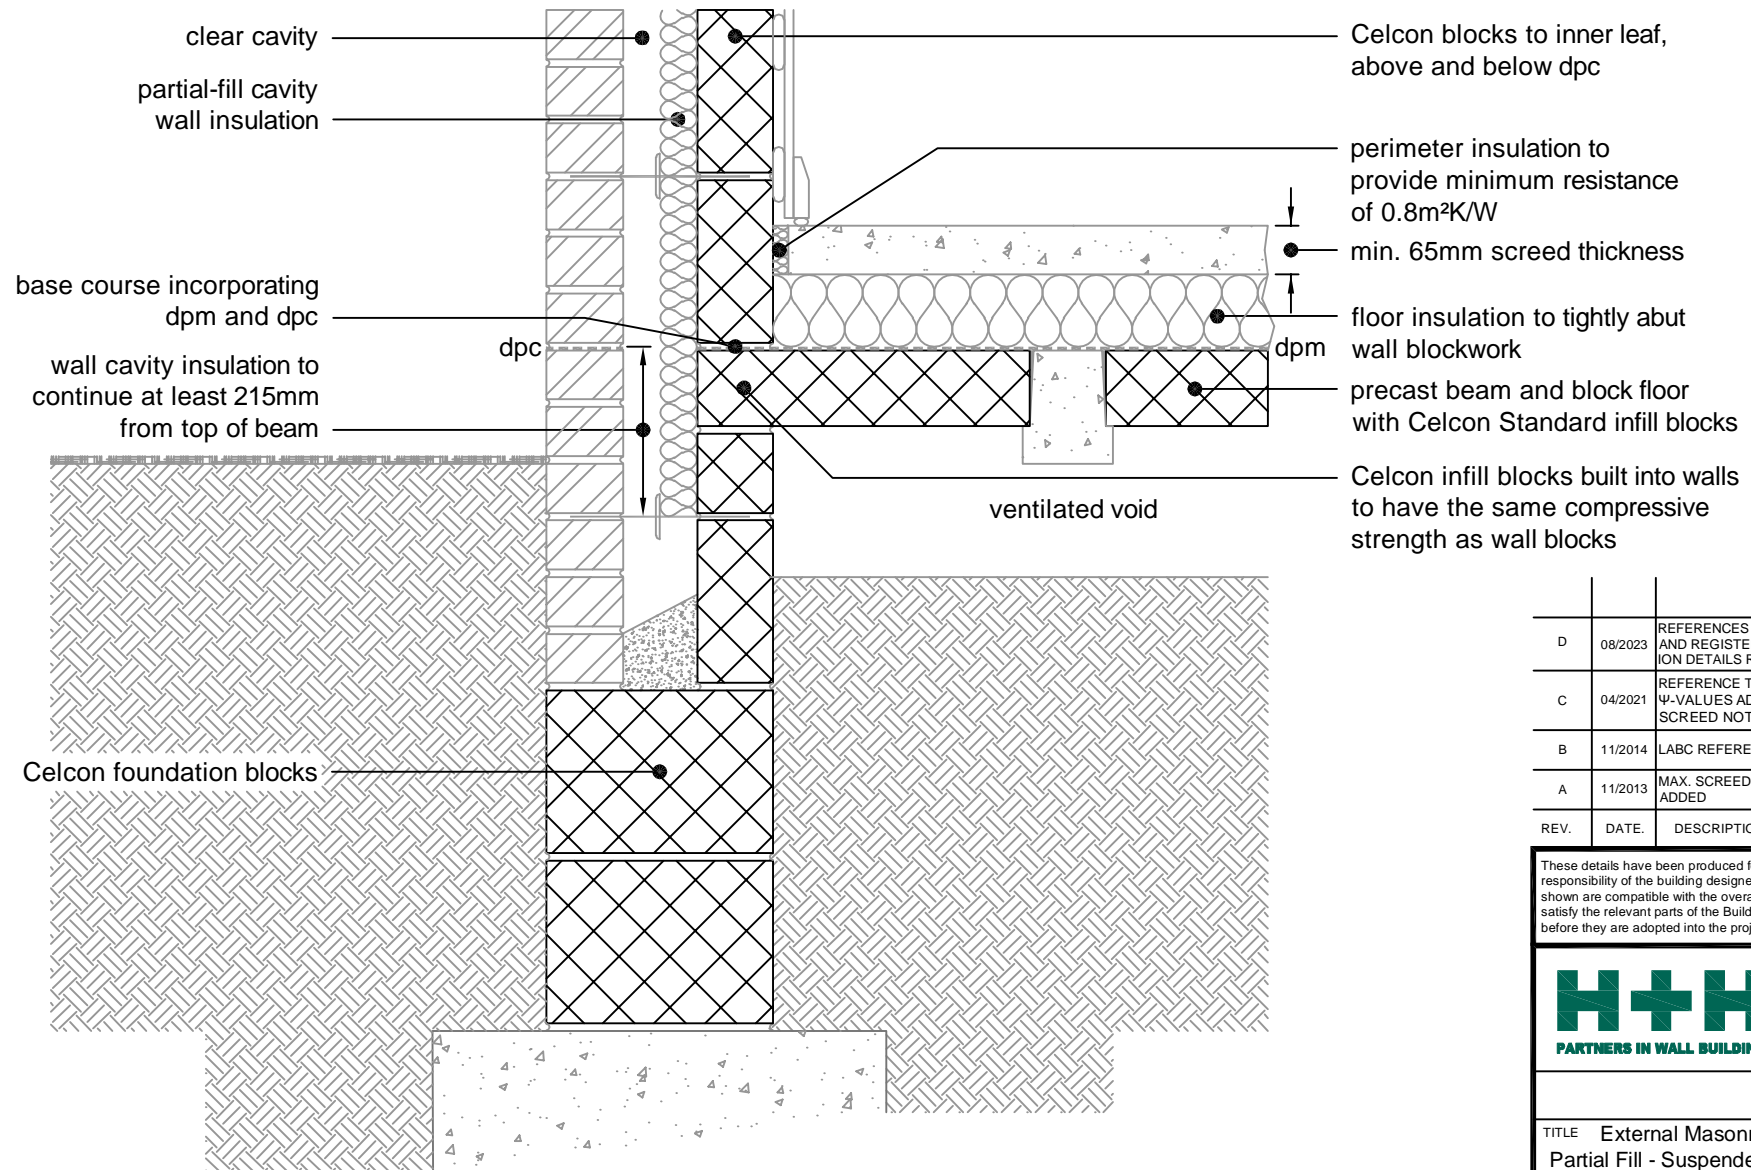 clear cavity
partial-fill cavity
wall insulation
base course incorporating
dpm and dpc
wall cavity insulation to
continue at least 215mm
from top of beam
Celcon foundation blocks
dpc
dpm
ventilated void
Celcon blocks to inner leaf,
above and below dpc
perimeter insulation to
provide minimum resistance
of 0.8m²K/W
min. 65mm screed thickness
floor insulation to tightly abut
wall blockwork
precast beam and block floor
with Celcon Standard infill blocks
Celcon infill blocks built into walls
to have the same compressive
strength as wall blocks
D 08/2023 REFERENCES
AND REGISTE
ION DETAILS R
C 04/2021 REFERENCE T
Ψ-VALUES AD
SCREED NOT
B 11/2014 LABC REFERE
A 11/2013 MAX. SCREED
ADDED
REV. DATE. DESCRIPTIO
These details have been produced f
responsibility of the building designe
shown are compatible with the overa
satisfy the relevant parts of the Build
before they are adopted into the proj
H+H
PARTNERS IN WALL BUILDIN
TITLE External Masonr
Partial Fill - Suspende